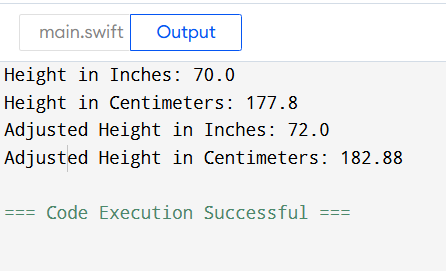 main.swift Output
Height in Inches: 70.0
Height in Centimeters: 177.8
Adjusted Height in Inches: 72.0
Adjusted Height in Centimeters: 182.88
=== Code Execution Successful ===